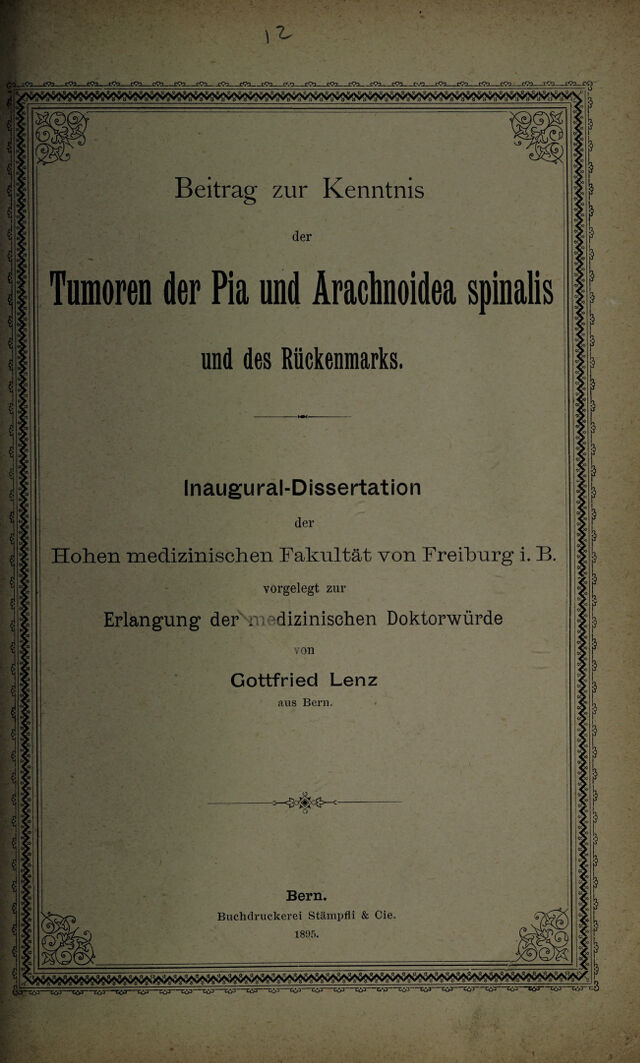 12
Beitrag zur Kenntnis
der
Tumoren der Pia und Arachnoidea spinalis
und des Rückenmarks.
Inaugural-Dissertation
der
Hohen medizinischen Fakultät von Freiburg i. B.
vorgelegt zur
Erlangung der medizinischen Doktorwürde
von
Gottfried Lenz
aus Bern.
Bern.
Buchdruckerei Stämpfli & Cie.
1895.